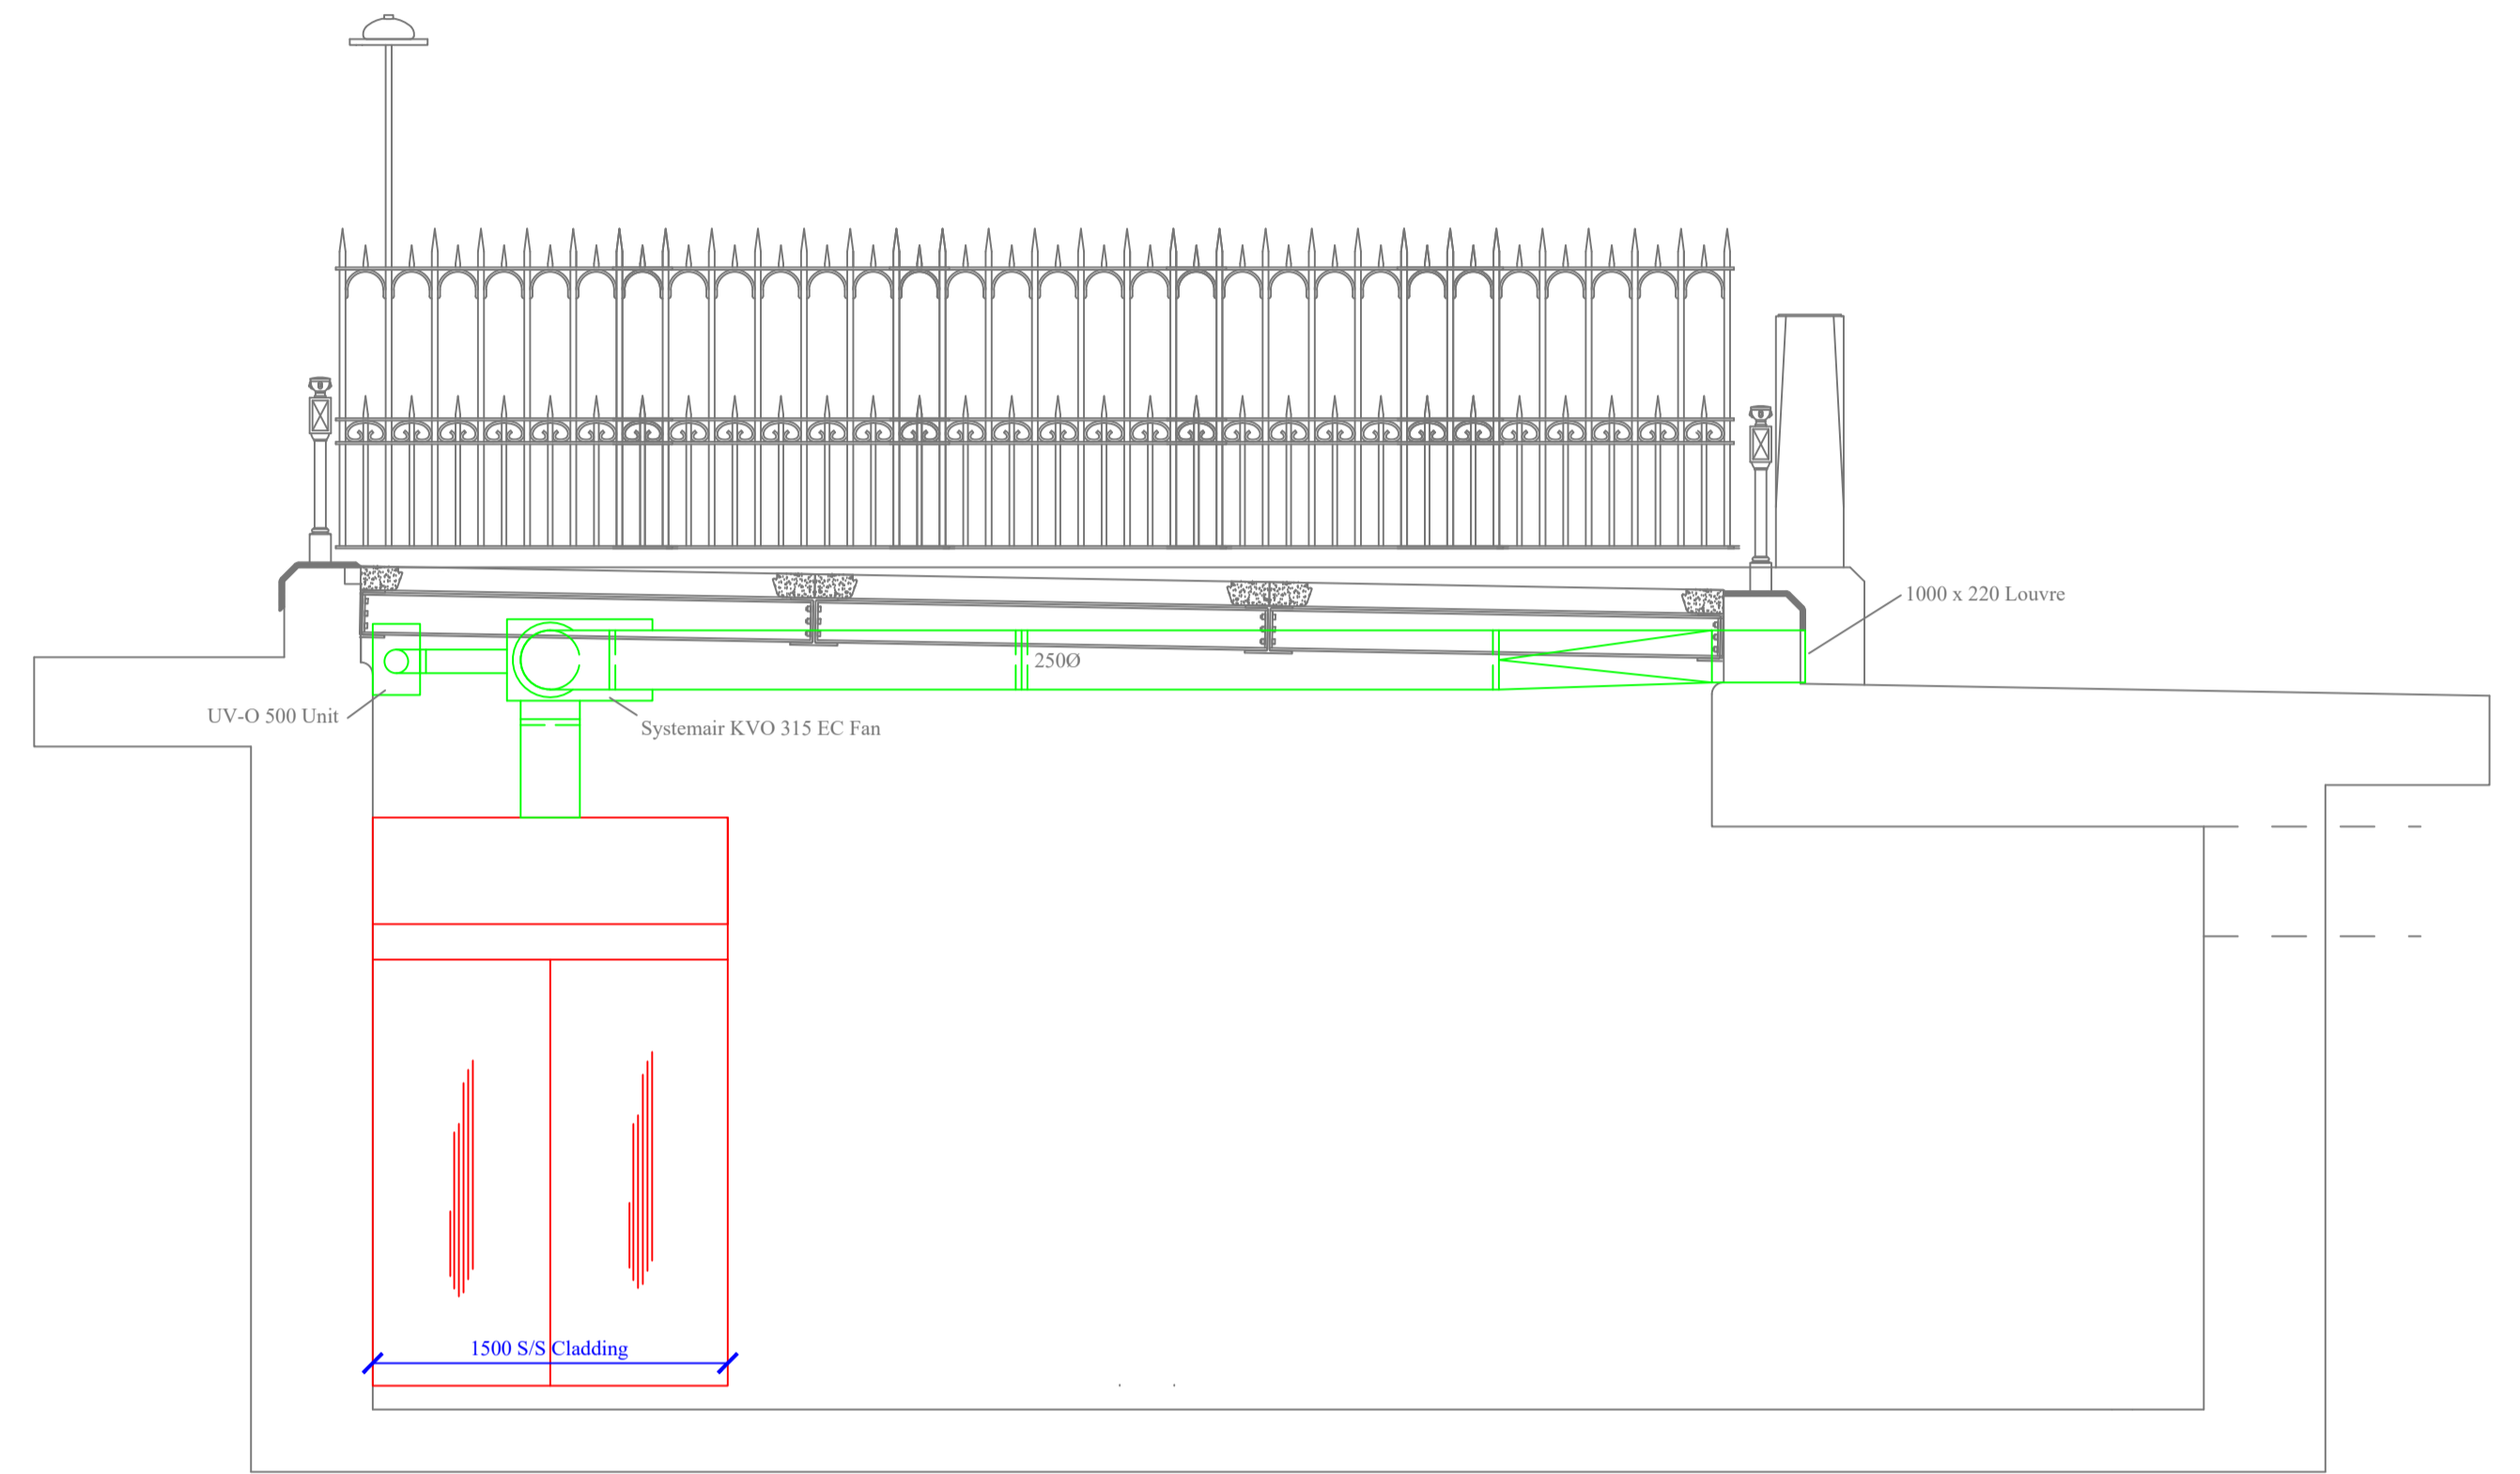 1000 x 220 Louvre
250Ø
UV-O 500 Unit
Systemair KVO 315 EC Fan
1500 S/S Cladding